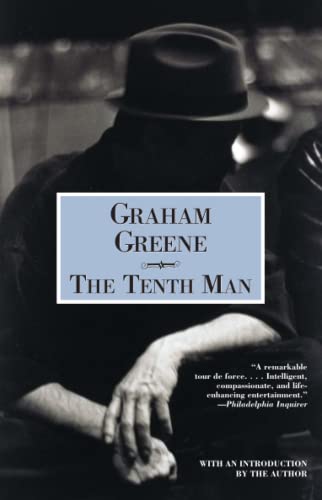 GRAHAM
GREENE
THE TENTH MAN
"A remarkable
tour de force. . . . Intelligent,
compassionate, and life-
enhancing entertainment."
—Philadelphia Inquirer
WITH AN INTRODUCTION
BY THE AUTHOR